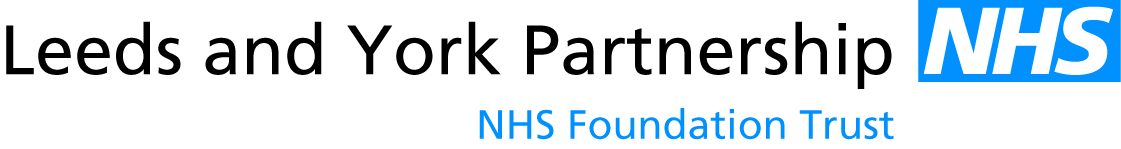 Leeds and York Partnership NHS
NHS Foundation Trust